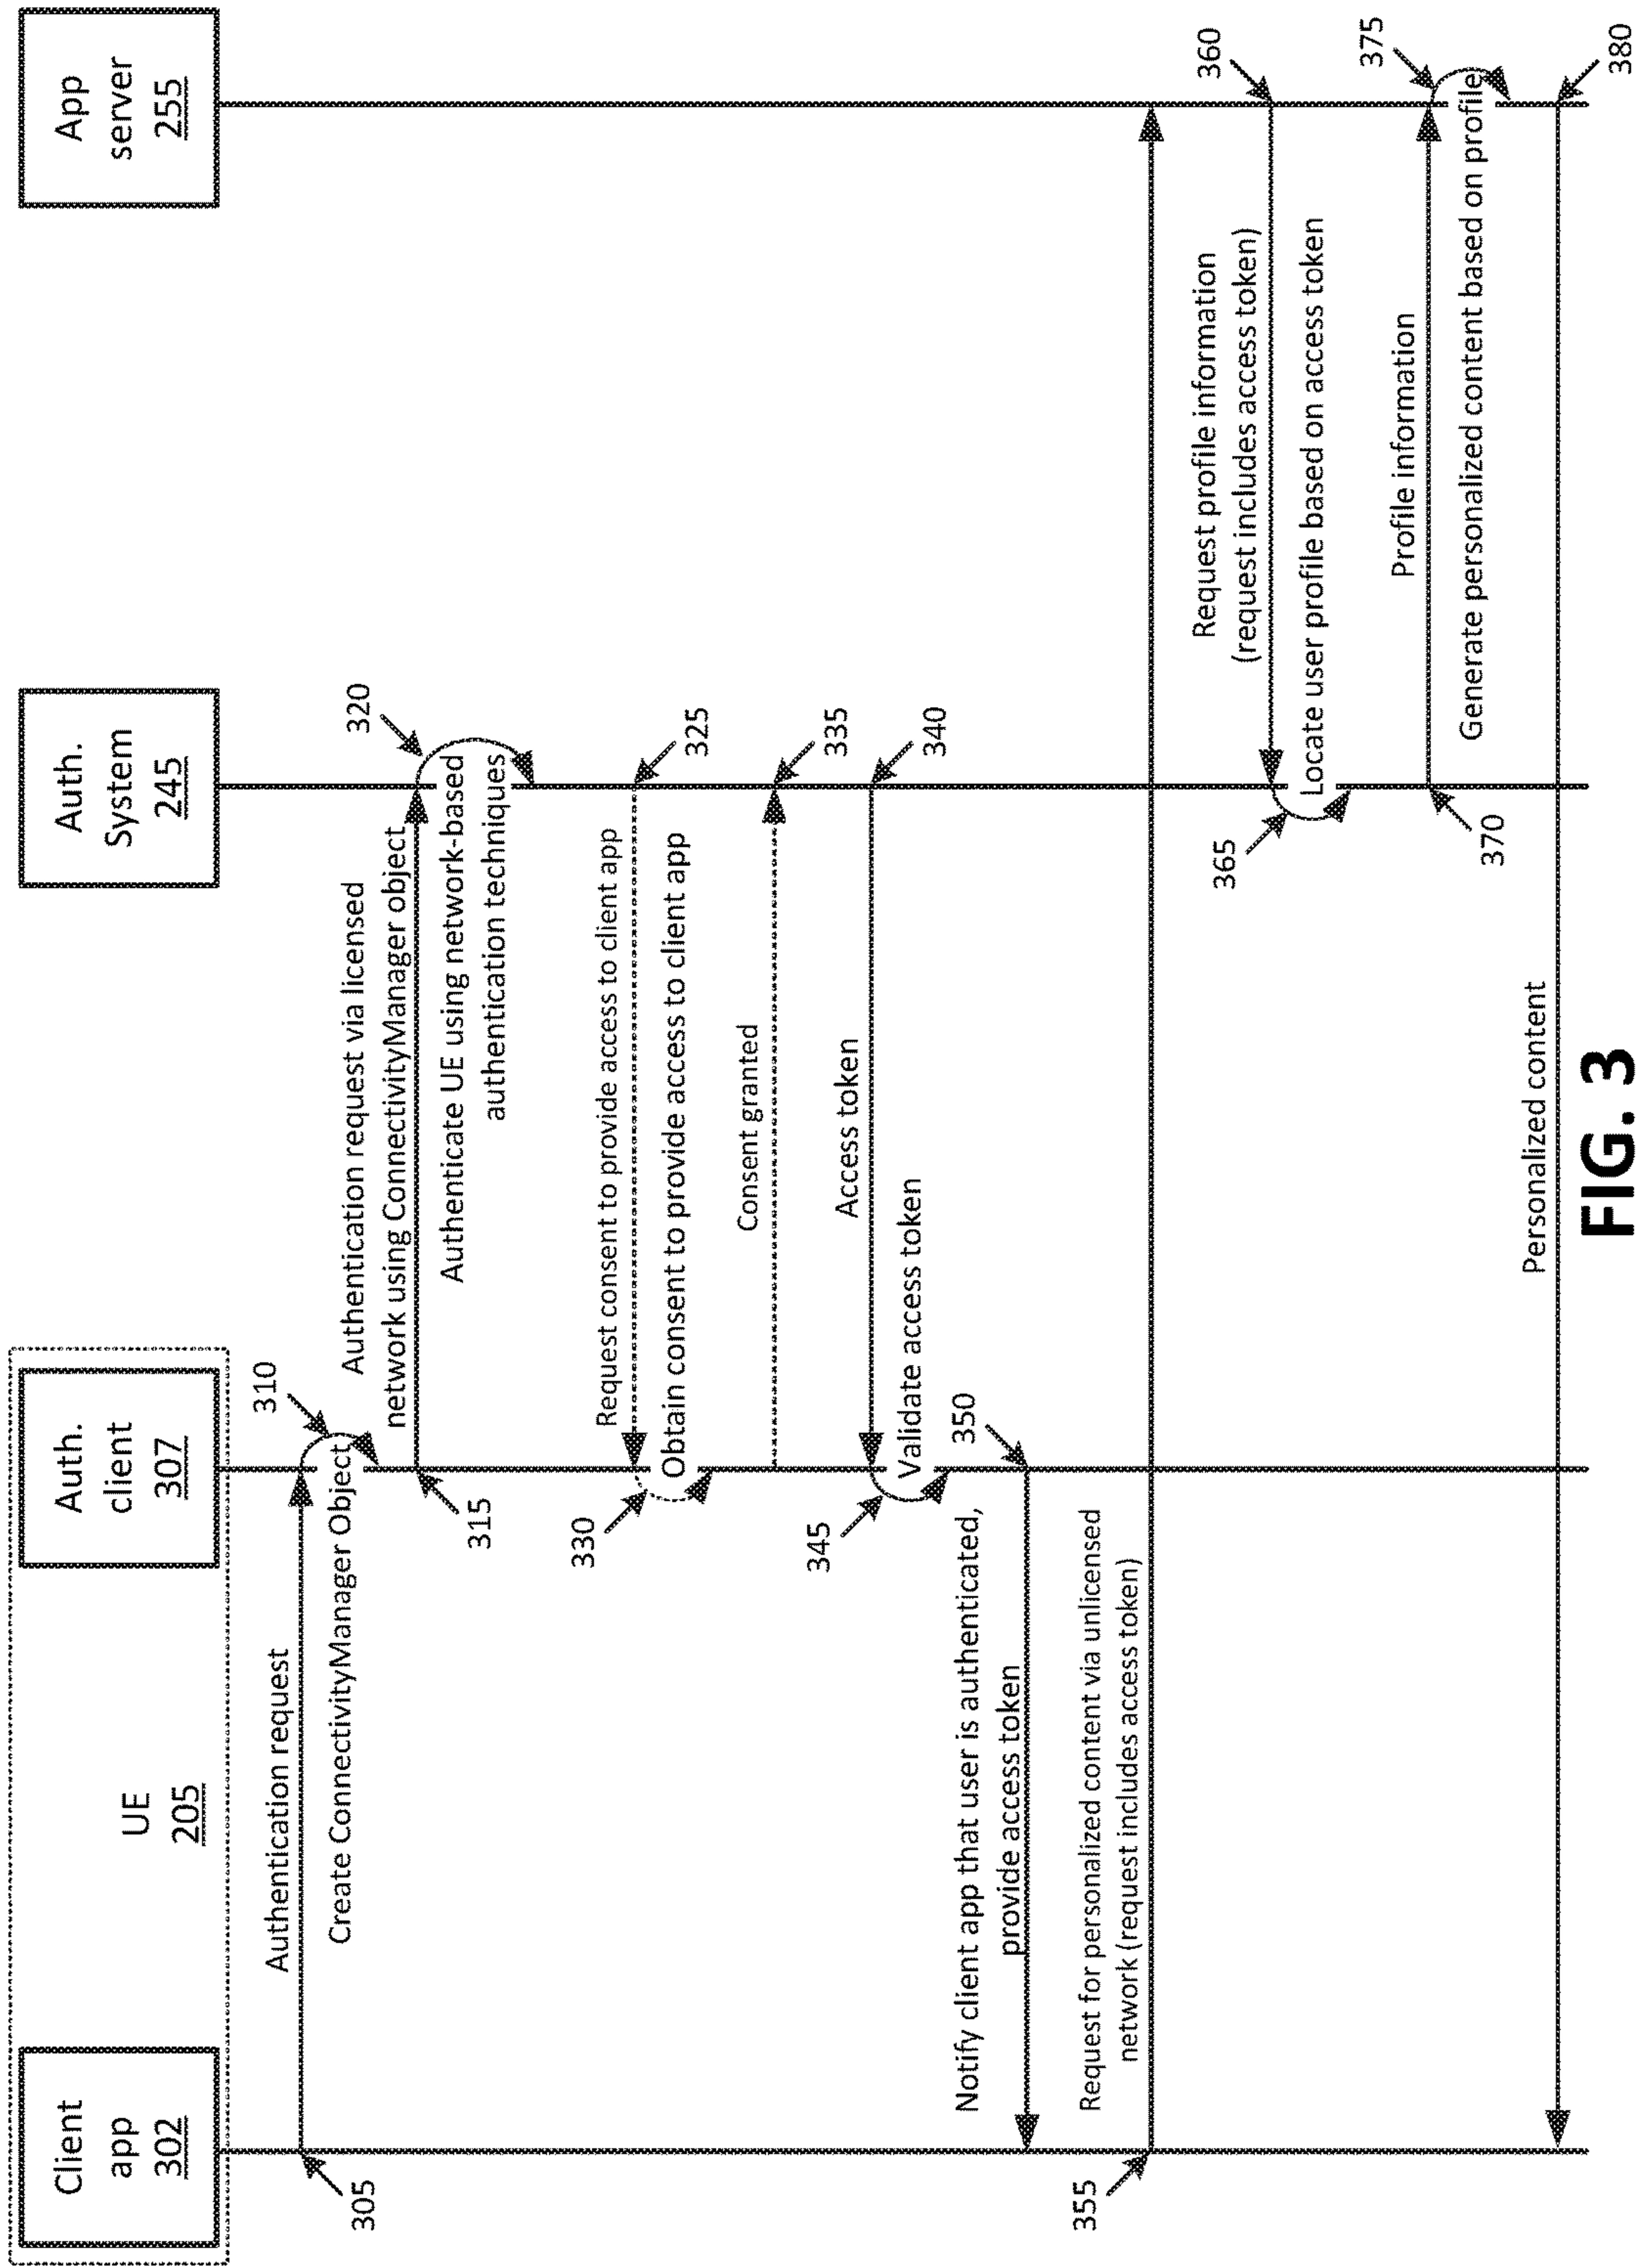 Client
app
302
UE
205
Auth.
client
307
Auth.
System
245
App
server
255
305
Authentication request
310
Create ConnectivityManager Object
315
Authentication request via licensed
network using ConnectivityManager object
320
Authenticate UE using network-based
authentication techniques
325
Request consent to provide access to client app
330
Obtain consent to provide access to client app
335
Consent granted
340
Access token
345
Validate access token
350
Notify client app that user is authenticated,
provide access token
355
Request for personalized content via unlicensed
network (request includes access token)
360
Request profile information
(request includes access token)
365
Locate user profile based on access token
370
Profile information
375
Generate personalized content based on profile
380
Personalized content
FIG. 3